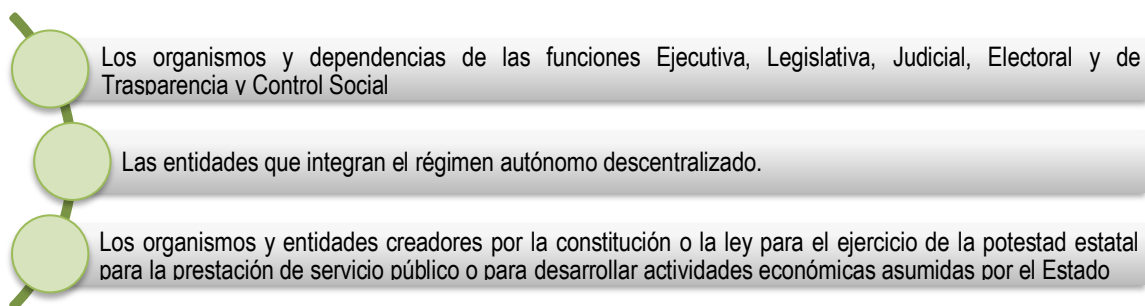 Los organismos y dependencias de las funciones Ejecutiva, Legislativa, Judicial, Electoral y de
Trasparencia y Control Social
Las entidades que integran el régimen autónomo descentralizado.
Los organismos y entidades creadores por la constitución o la ley para el ejercicio de la potestad estatal
para la prestación de servicio público o para desarrollar actividades económicas asumidas por el Estado